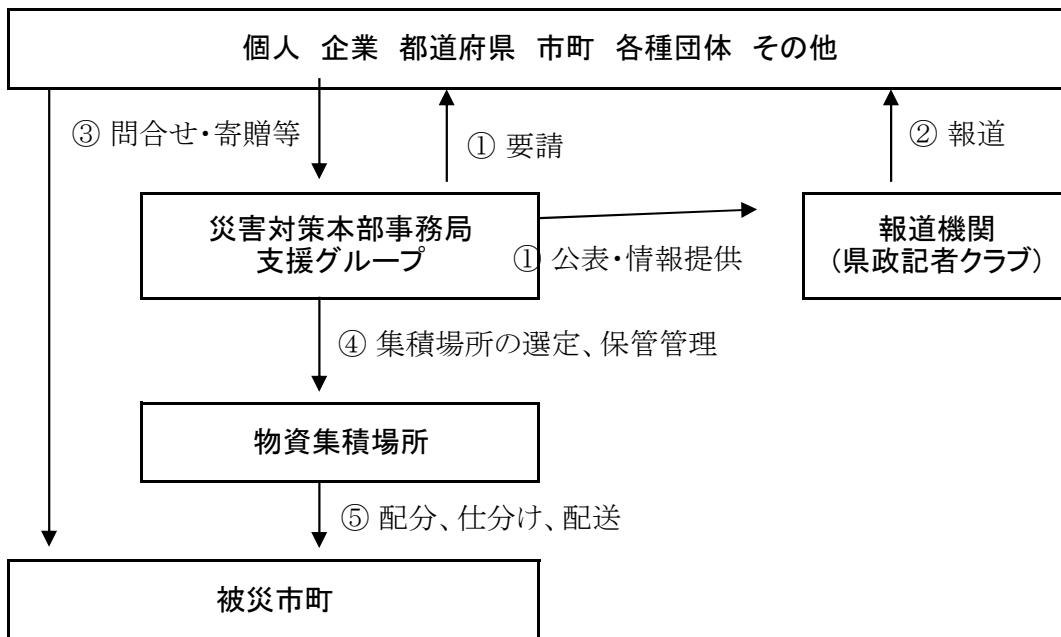 個人 企業 都道府県 市町 各種団体 その他
③ 問合せ・寄贈等
① 要請
② 報道
災害対策本部事務局
支援グループ
① 公表・情報提供
報道機関
（県政記者クラブ）
④ 集積場所の選定、保管管理
物資集積場所
⑤ 配分、仕分け、配送
被災市町